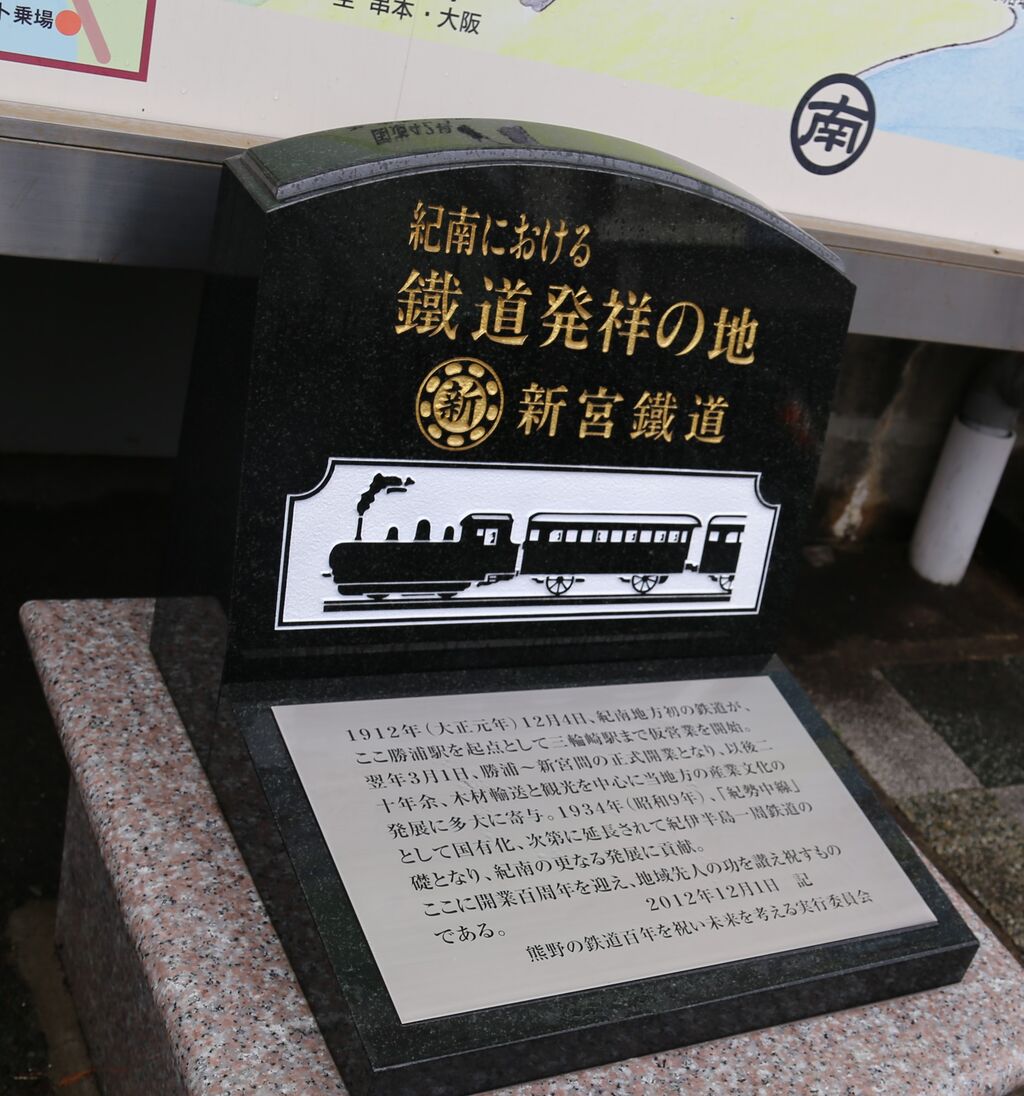 ト乗場
至 串本・大阪
南
紀南における
鐵道発祥の地
新
新宮鐵道
1912年(大正元年)12月4日、紀南地方初の鉄道が、
ここ勝浦駅を起点として三輪崎駅まで仮営業を開始。
翌年3月1日、勝浦～新宮間の正式開業となり、以後二
十年余、木材輸送と観光を中心に当地方の産業文化の
発展に多大に寄与。1934年(昭和9年)、「紀勢中線」
として国有化、次第に延長されて紀伊半島一周鉄道の
礎となり、紀南の更なる発展に貢献。
ここに開業百周年を迎え、地域先人の功を讃え祝すもの
である。
2012年12月1日 記
熊野の鉄道百年を祝い未来を考える実行委員会